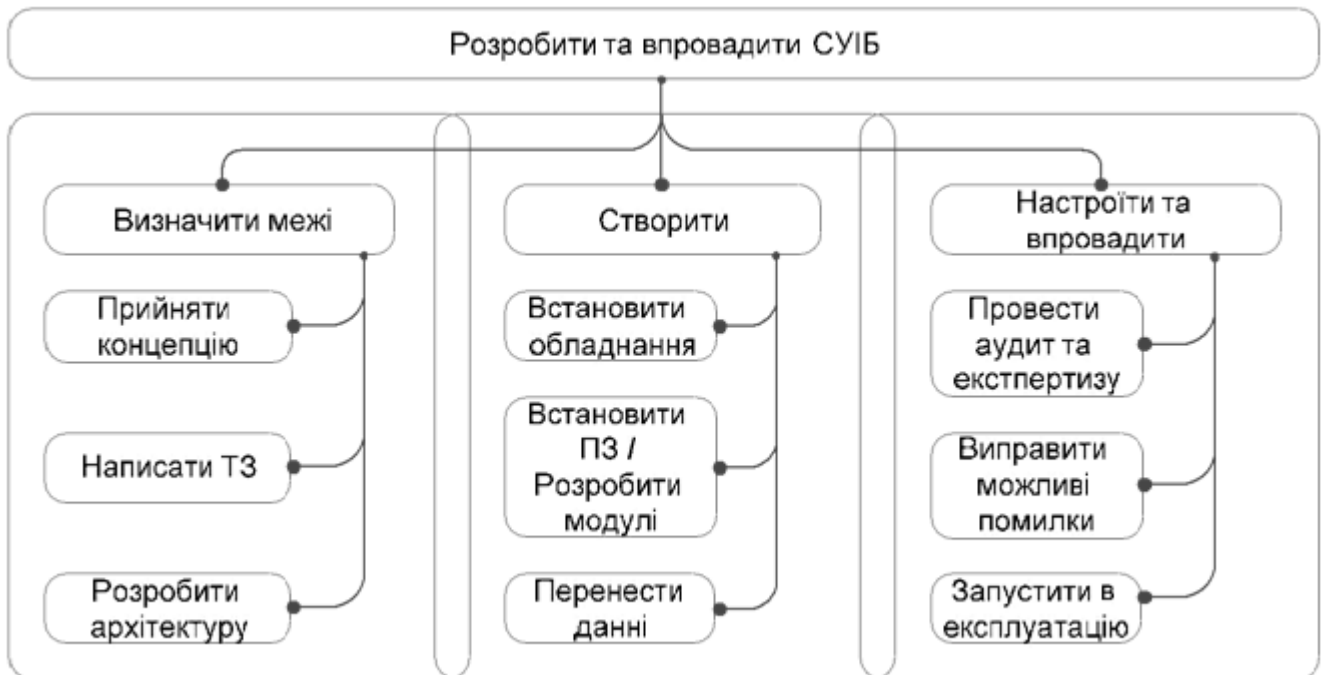 Розробити та впровадити СУІБ
Визначити межі
Прийняти
концепцію
Написати ТЗ
Розробити
архітектуру
Створити
Встановити
обладнання
Встановити
ПЗ /
Розробити
модулі
Перенести
данні
Настроїти та
впровадити
Провести
аудит та
екстпертизу
Виправити
можливі
помилки
Запустити в
експлуатацію